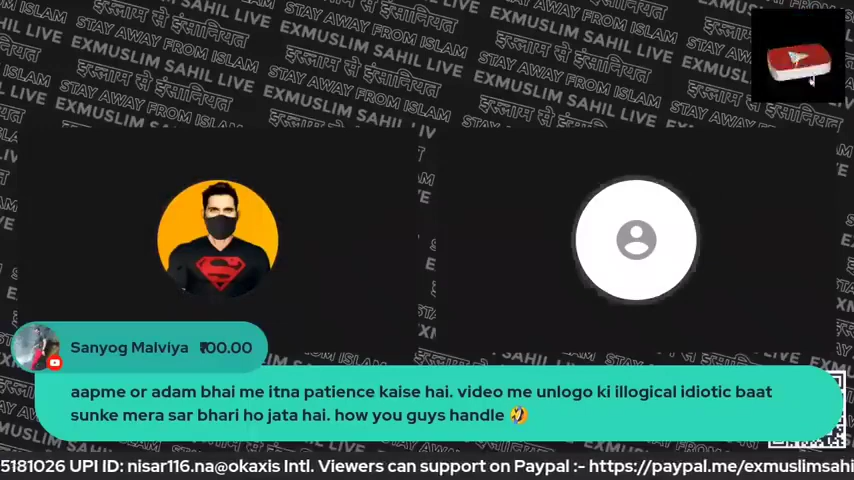 STAY AWAY FROM ISLAM
EXMUSLIM SAHIL LIVE
इस्लाम से इंसानियत
Sanyog Malviya ₹100.00
aapme or adam bhai me itna patience kaise hai. video me unlogo ki illogical idiotic baat
sunke mera sar bhari ho jata hai. how you guys handle 🤣
5181026 UPI ID: nisar116.na@okaxis Intl. Viewers can support on Paypal :- https://paypal.me/exmuslimsahi